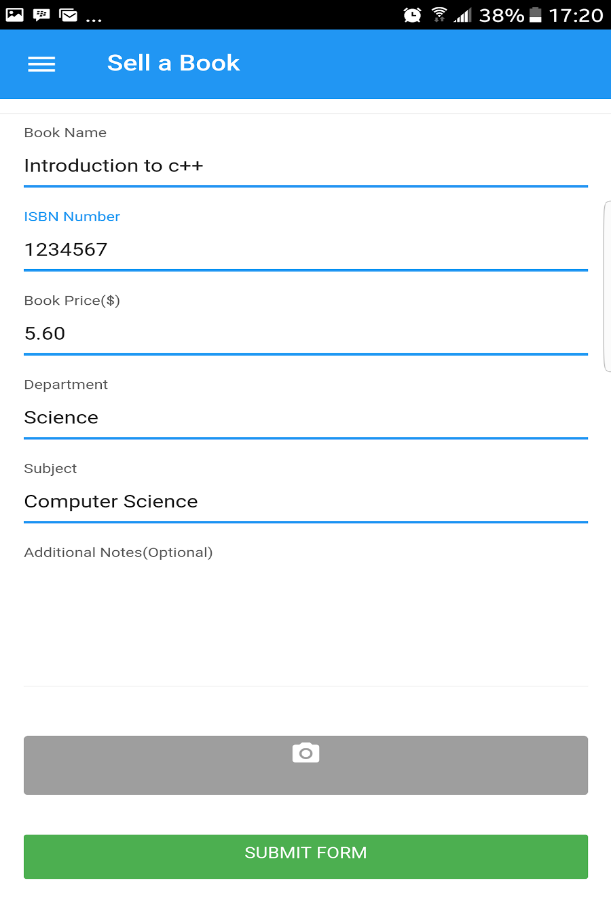 ... 38% 17:20
Sell a Book
Book Name
Introduction to c++
ISBN Number
1234567
Book Price($)
5.60
Department
Science
Subject
Computer Science
Additional Notes(Optional)
SUBMIT FORM